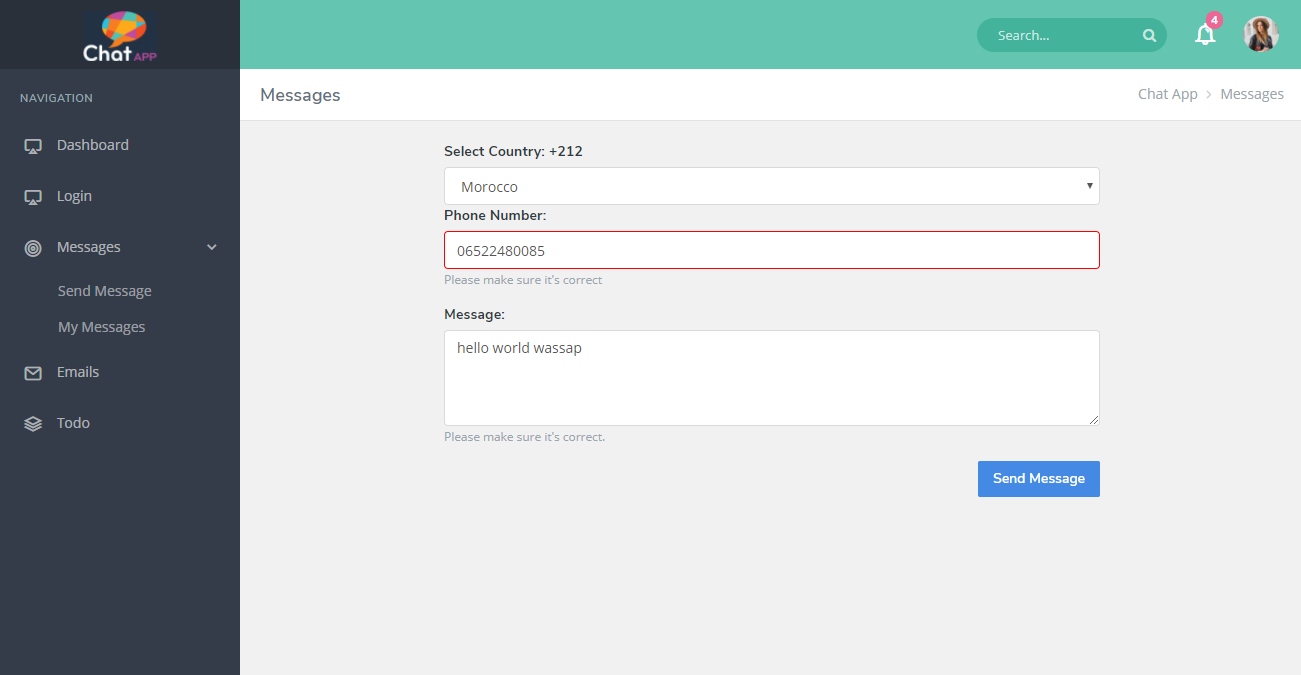 Chat APP
Search...
4
NAVIGATION
Messages
Chat App > Messages
Dashboard
Login
Messages
Send Message
My Messages
Emails
Todo
Select Country: +212
Morocco
Phone Number:
06522480085
Please make sure it's correct
Message:
hello world wassap
Please make sure it's correct.
Send Message